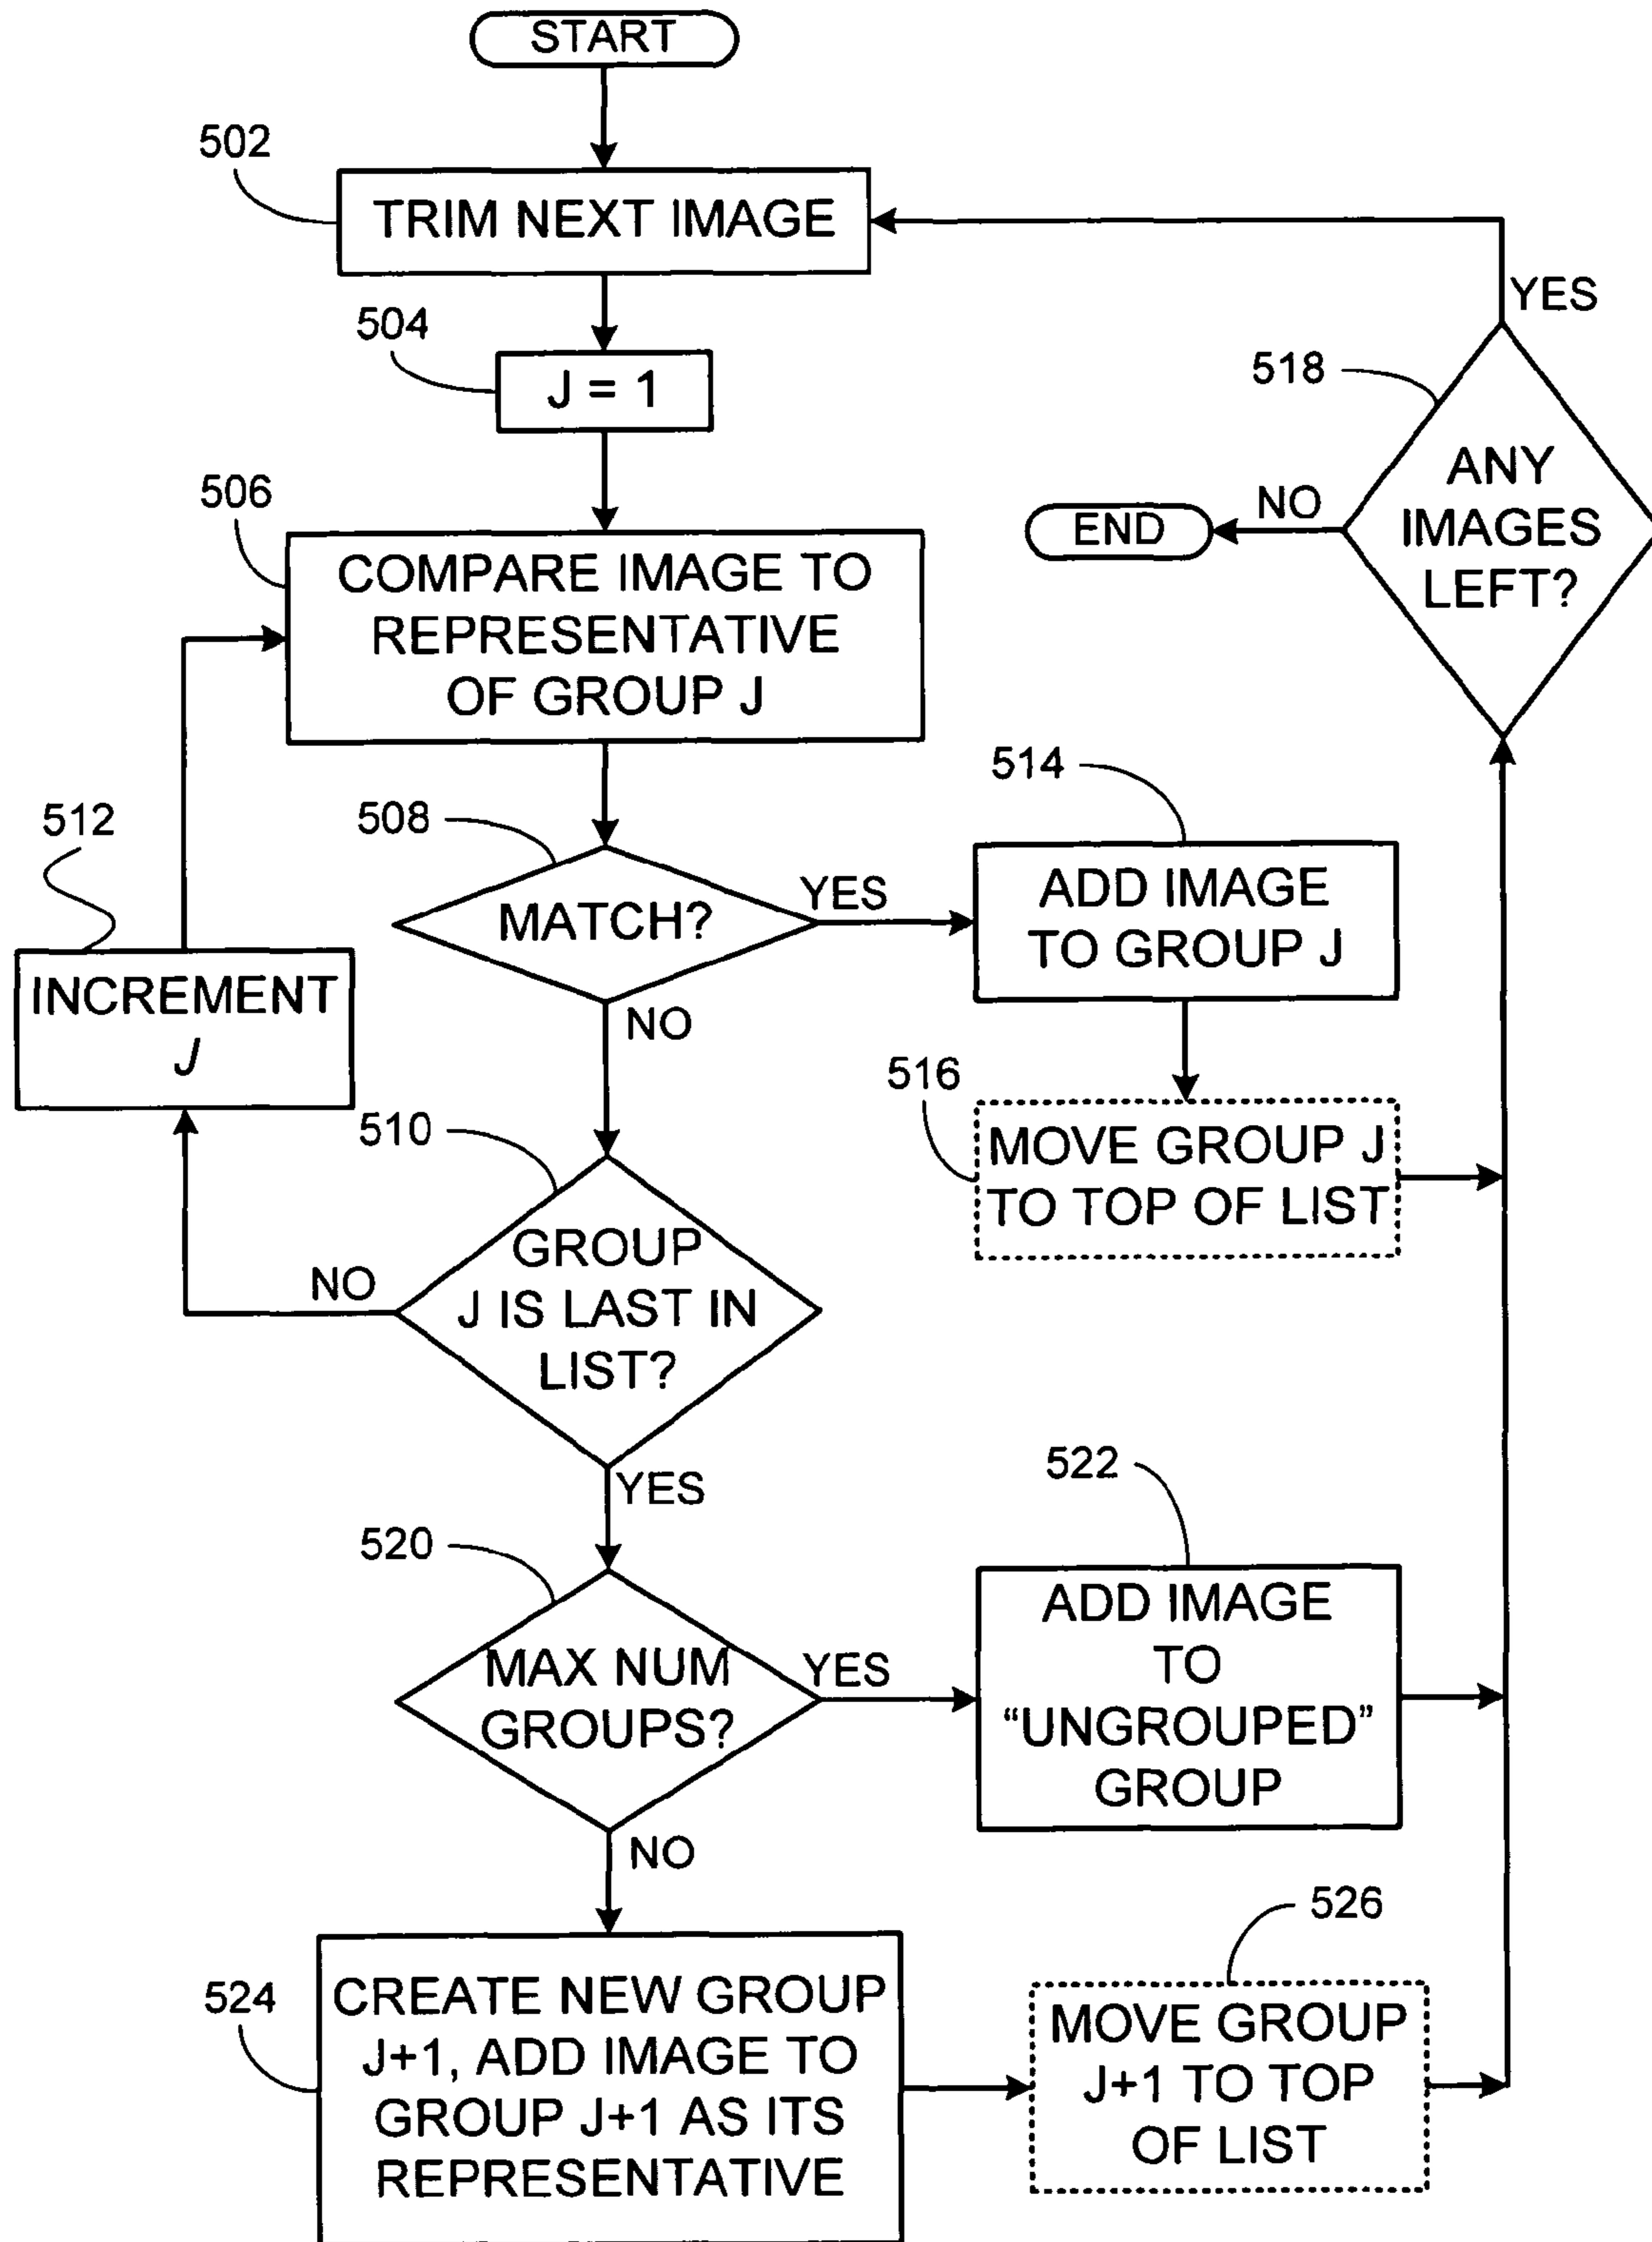 START
502
TRIM NEXT IMAGE
504
J = 1
506
COMPARE IMAGE TO
REPRESENTATIVE
OF GROUP J
508
MATCH?
YES
NO
514
ADD IMAGE
TO GROUP J
516
MOVE GROUP J
TO TOP OF LIST
512
INCREMENT
J
510
GROUP
J IS LAST IN
LIST?
NO
YES
518
ANY
IMAGES
LEFT?
YES
NO
END
520
MAX NUM
GROUPS?
YES
NO
522
ADD IMAGE
TO
“UNGROUPED”
GROUP
524
CREATE NEW GROUP
J+1, ADD IMAGE TO
GROUP J+1 AS ITS
REPRESENTATIVE
526
MOVE GROUP
J+1 TO TOP
OF LIST